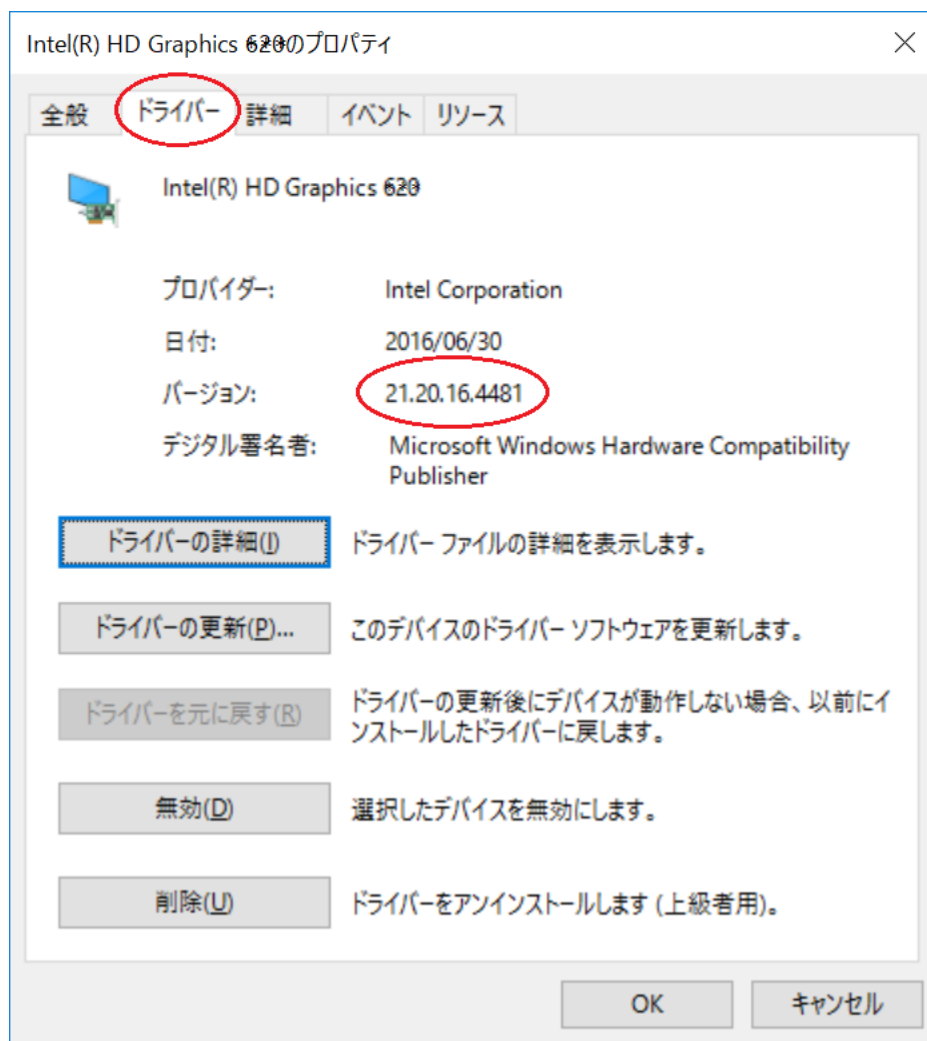 Intel(R) HD Graphics 620のプロパティ
全般 ドライバー 詳細 イベント リソース
Intel(R) HD Graphics 620
プロバイダー: Intel Corporation
日付: 2016/06/30
バージョン: 21.20.16.4481
デジタル署名者: Microsoft Windows Hardware Compatibility
Publisher
ドライバーの詳細(I) ドライバー ファイルの詳細を表示します。
ドライバーの更新(P)... このデバイスのドライバー ソフトウェアを更新します。
ドライバーを元に戻す(R) ドライバーの更新後にデバイスが動作しない場合、以前にイ
ンストールしたドライバーに戻します。
無効(D) 選択したデバイスを無効にします。
削除(U) ドライバーをアンインストールします (上級者用)。
OK キャンセル